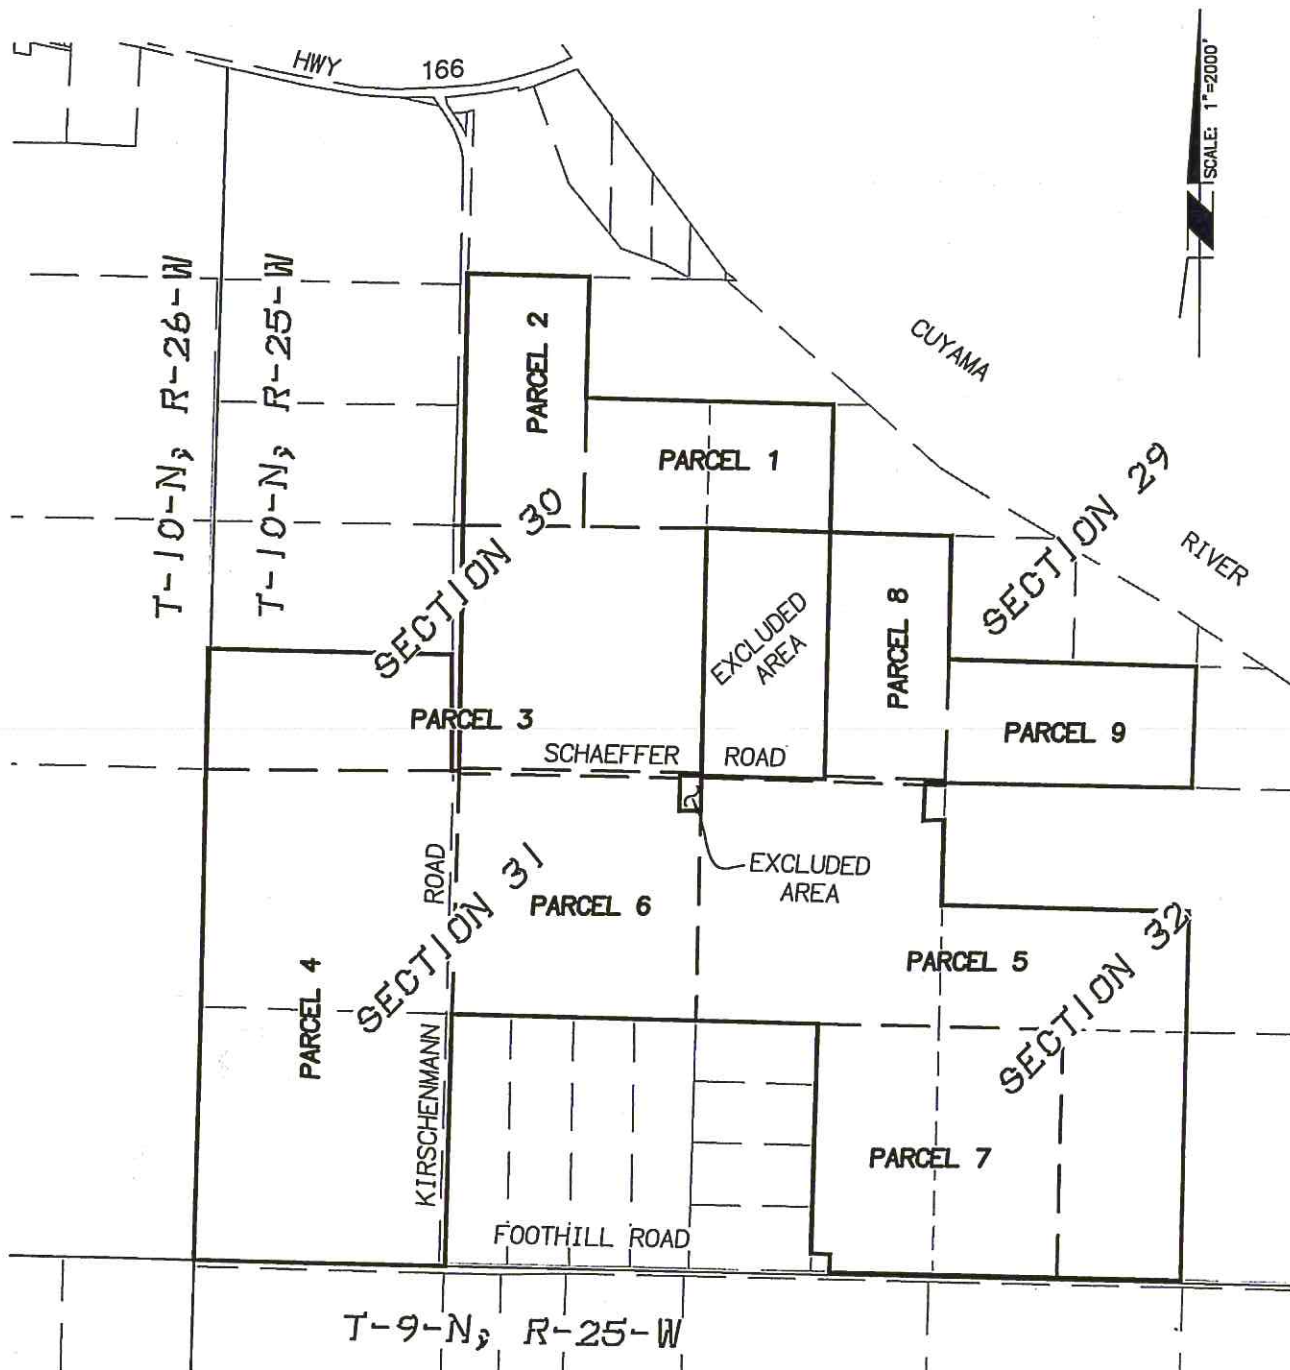 HWY 166
SCALE: 1"=2000'
T-10-N, R-26-W
T-10-N, R-25-W
PARCEL 2
CUYAMA
RIVER
PARCEL 1
SECTION 29
SECTION 30
EXCLUDED
AREA
PARCEL 8
PARCEL 3
PARCEL 9
SCHAEFFER ROAD
EXCLUDED
AREA
SECTION 31
PARCEL 6
PARCEL 5
SECTION 32
PARCEL 4
KIRSCHENMANN ROAD
PARCEL 7
FOOTHILL ROAD
T-9-N, R-25-W